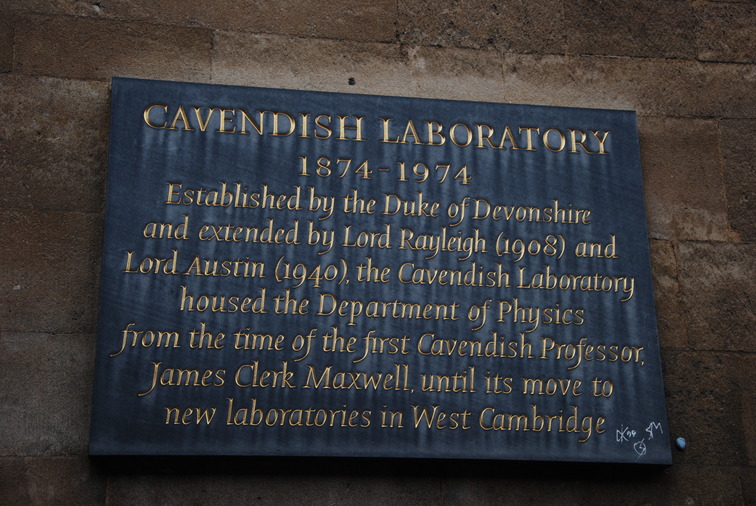 CAVENDISH LABORATORY
1874-1974
Established by the Duke of Devonshire
and extended by Lord Rayleigh (1908) and
Lord Austin (1940), the Cavendish Laboratory
housed the Department of Physics
from the time of the first Cavendish Professor,
James Clerk Maxwell, until its move to
new laboratories in West Cambridge